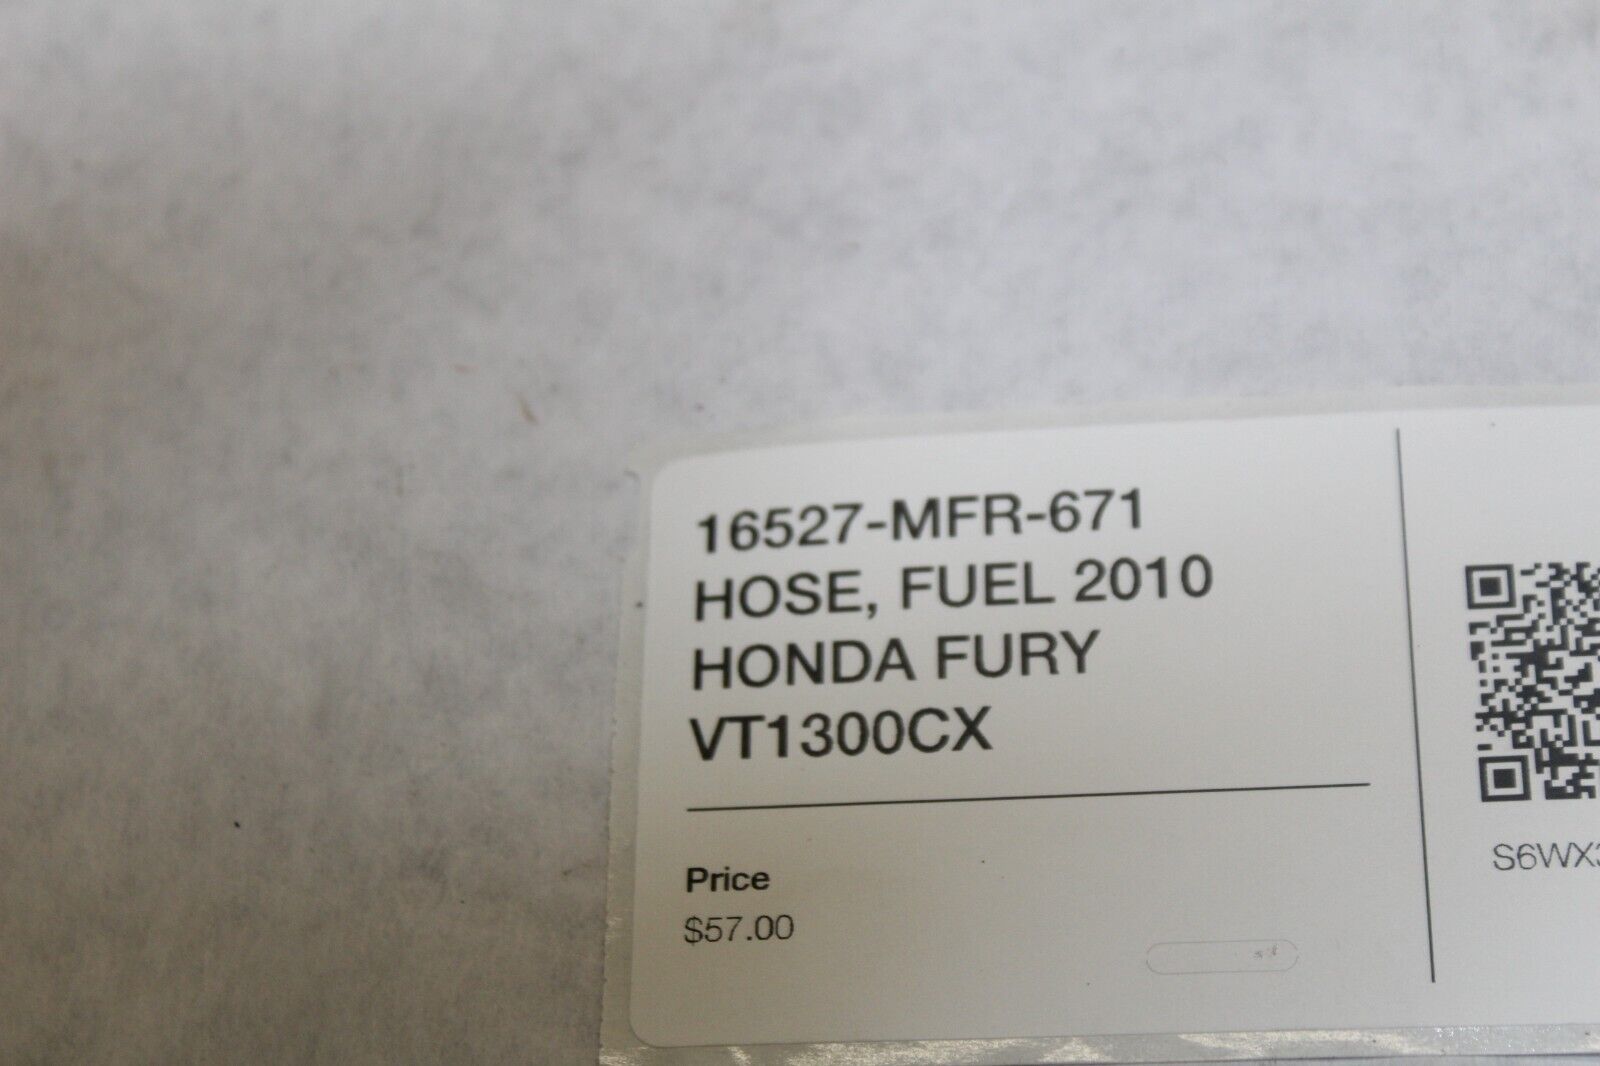 16527-MFR-671
HOSE, FUEL 2010
HONDA FURY
VT1300CX
Price
$57.00